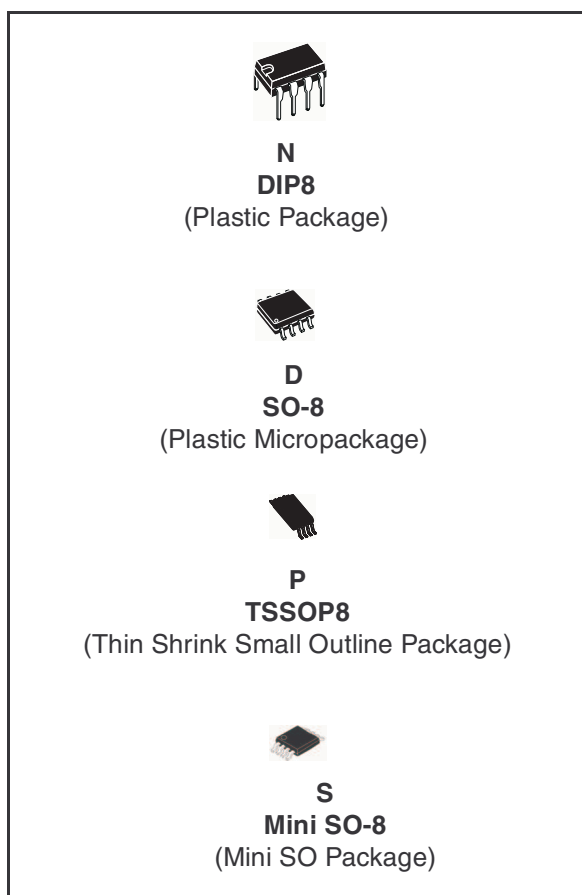 N
DIP8
(Plastic Package)
D
SO-8
(Plastic Micropackage)
P
TSSOP8
(Thin Shrink Small Outline Package)
S
Mini SO-8
(Mini SO Package)